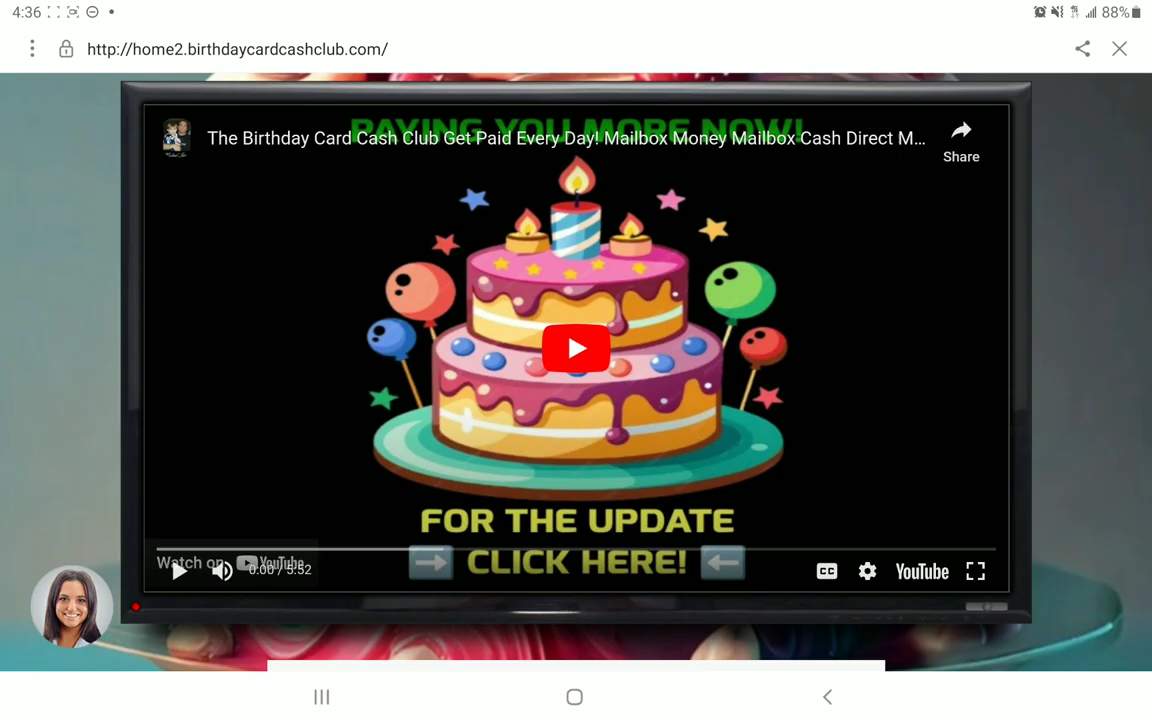 4:36
88%
http://home2.birthdaycardcashclub.com/
PAYING YOU MORE NOW!
The Birthday Card Cash Club Get Paid Every Day! Mailbox Money Mailbox Cash Direct M...
Share
FOR THE UPDATE
CLICK HERE!
Watch on YouTube
0:00 / 5:52
CC
YouTube